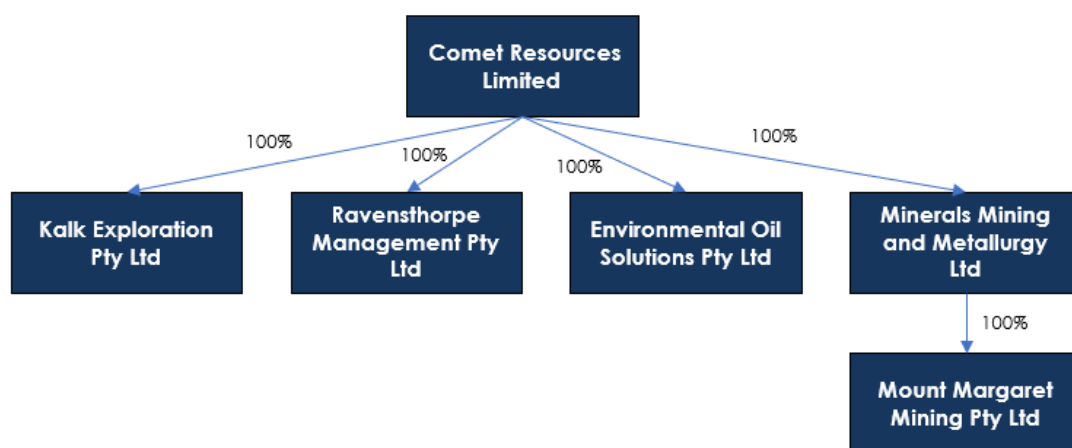 Comet Resources
Limited
100%
100%
100%
100%
Kalk Exploration
Pty Ltd
Ravensthorpe
Management Pty
Ltd
Environmental Oil
Solutions Pty Ltd
Minerals Mining
and Metallurgy
Ltd
100%
Mount Margaret
Mining Pty Ltd